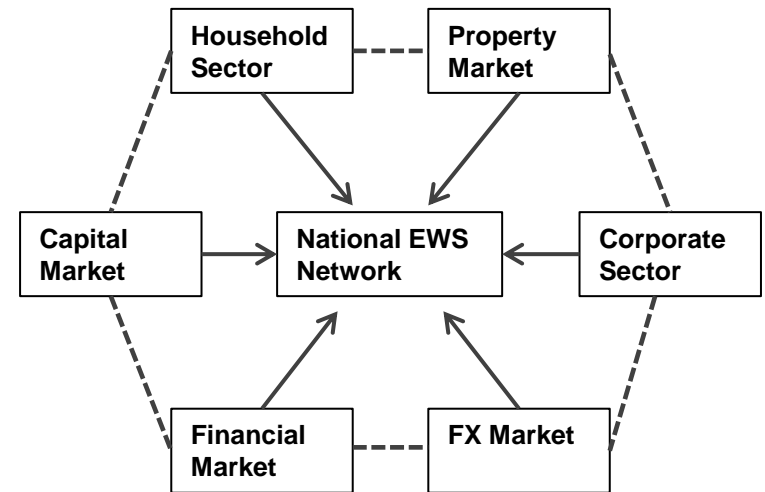 Household
Sector
Property
Market
Capital
Market
National EWS
Network
Corporate
Sector
Financial
Market
FX Market